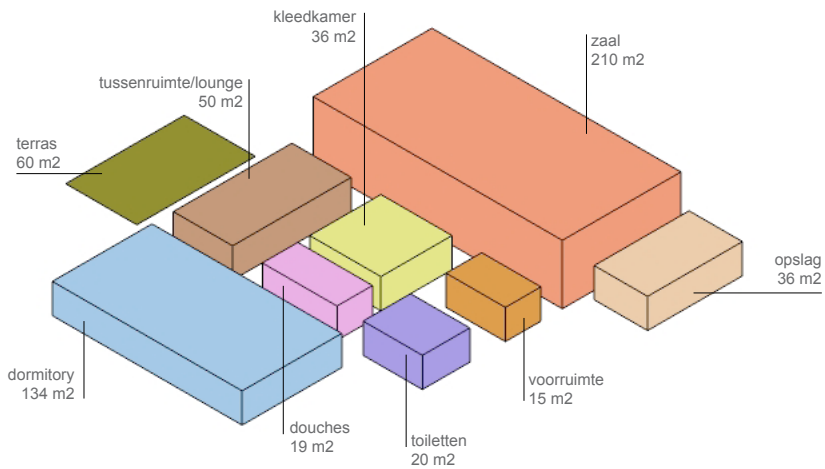 kleedkamer
36 m2
zaal
210 m2
tussenruimte/lounge
50 m2
terras
60 m2
opslag
36 m2
dormitory
134 m2
voorruimte
15 m2
douches
19 m2
toiletten
20 m2